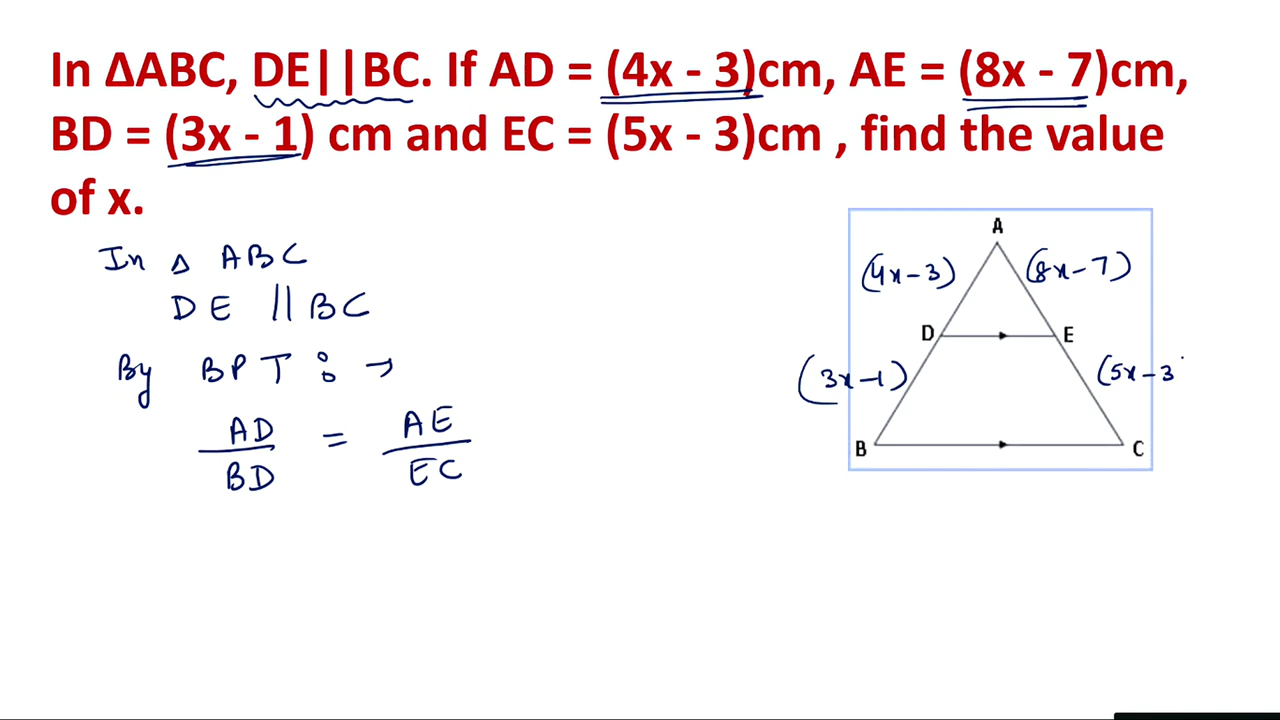 In ΔABC, DE||BC. If AD = (4x - 3)cm, AE = (8x - 7)cm,
BD = (3x - 1) cm and EC = (5x - 3)cm , find the value
of x.
In Δ ABC
DE || BC
By BPT : →
AD/BD = AE/EC
A
(4x-3) (8x-7)
D E
(3x-1) (5x-3
B C